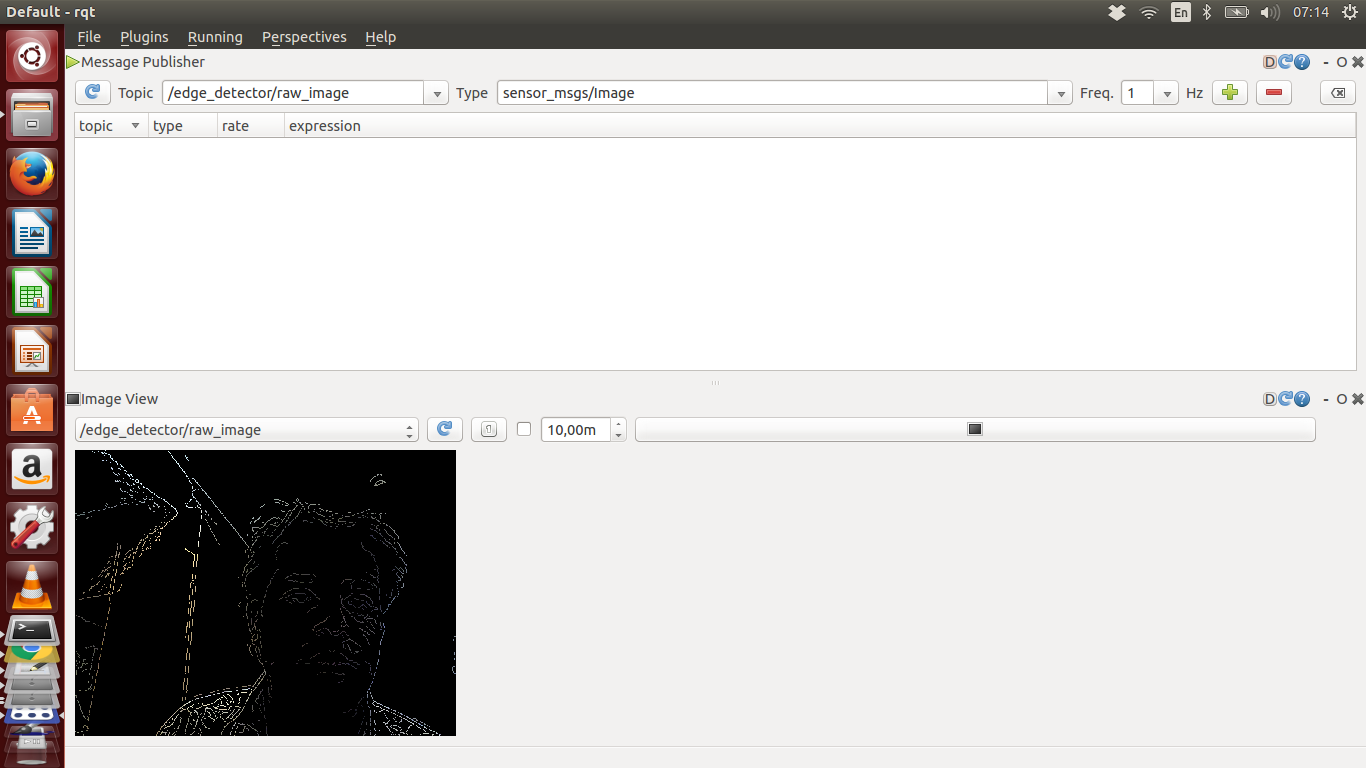 Default - rqt
En
07:14
File Plugins Running Perspectives Help
Message Publisher
D
- O
Topic /edge_detector/raw_image Type sensor_msgs/Image Freq. 1 Hz
topic type rate expression
Image View
D
- O
/edge_detector/raw_image 10,00m